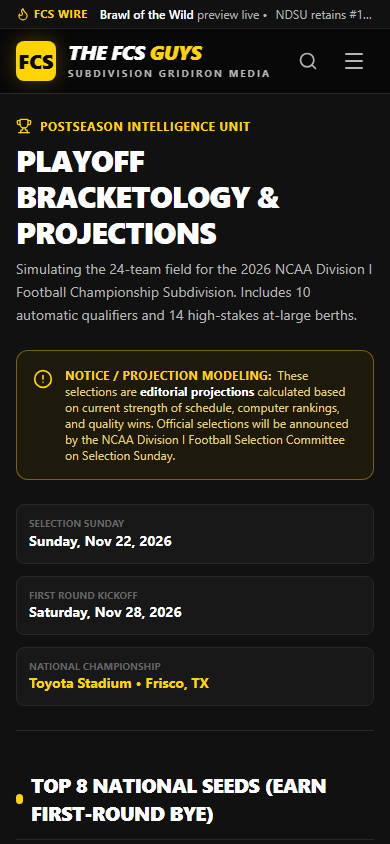 FCS WIRE Brawl of the Wild preview live • NDSU retains #1...
FCS THE FCS GUYS
SUBDIVISION GRIDIRON MEDIA
POSTSEASON INTELLIGENCE UNIT
PLAYOFF
BRACKETOLOGY &
PROJECTIONS
Simulating the 24-team field for the 2026 NCAA Division I
Football Championship Subdivision. Includes 10
automatic qualifiers and 14 high-stakes at-large berths.
NOTICE / PROJECTION MODELING: These
selections are editorial projections calculated based
on current strength of schedule, computer rankings,
and quality wins. Official selections will be announced
by the NCAA Division I Football Selection Committee
on Selection Sunday.
SELECTION SUNDAY
Sunday, Nov 22, 2026
FIRST ROUND KICKOFF
Saturday, Nov 28, 2026
NATIONAL CHAMPIONSHIP
Toyota Stadium • Frisco, TX
TOP 8 NATIONAL SEEDS (EARN
FIRST-ROUND BYE)